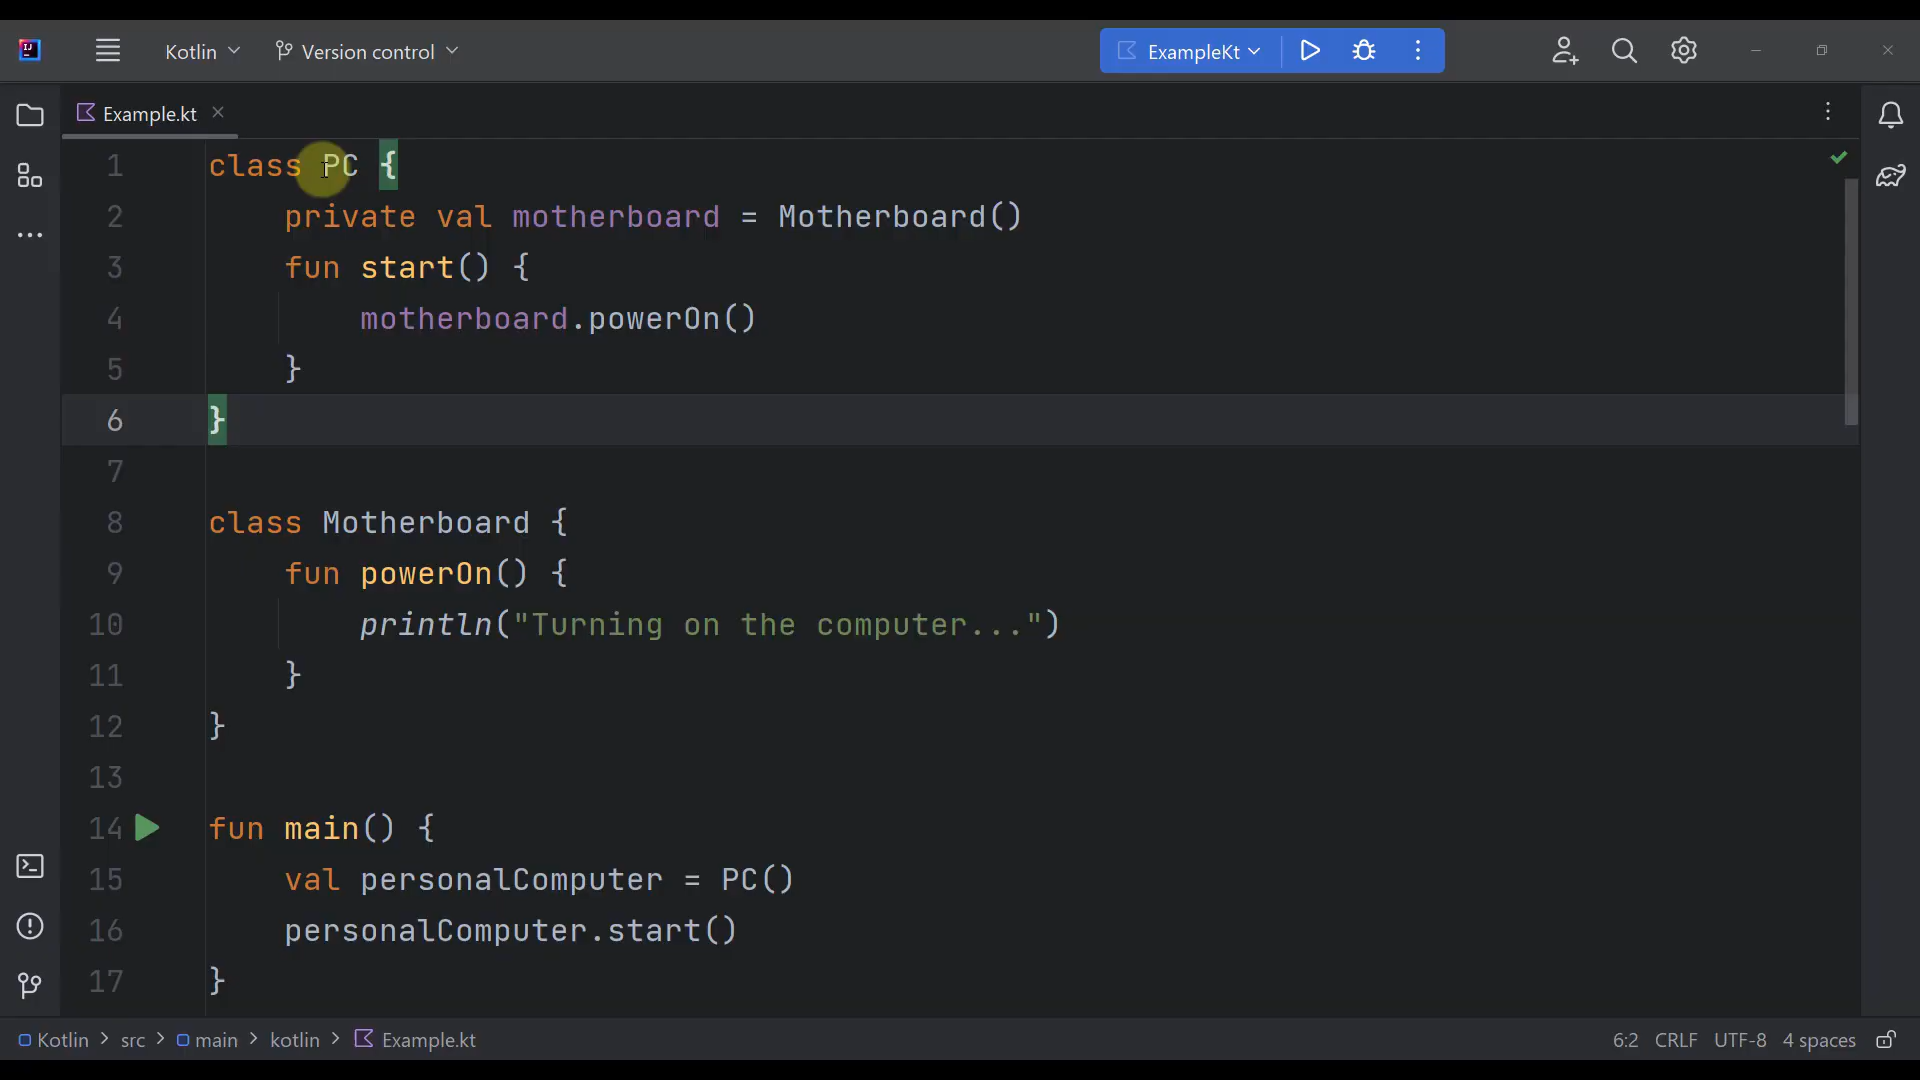 Kotlin
Version control
ExampleKt
Example.kt
1 class PC {
2     private val motherboard = Motherboard()
3     fun start() {
4         motherboard.powerOn()
5     }
6 }
7
8 class Motherboard {
9     fun powerOn() {
10         println("Turning on the computer...")
11     }
12 }
13
14 fun main() {
15     val personalComputer = PC()
16     personalComputer.start()
17 }
Kotlin > src > main > kotlin > Example.kt
6:2 CRLF UTF-8 4 spaces